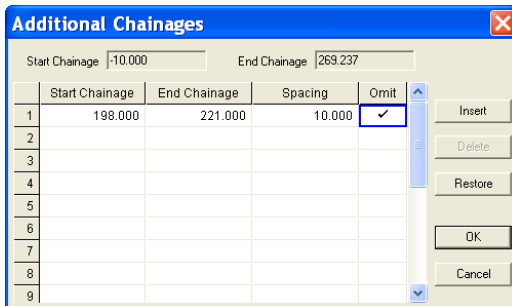 Additional Chainages
Start Chainage -10.000 End Chainage 269.237
Start Chainage End Chainage Spacing Omit
1 198.000 221.000 10.000 ✓
2
3
4
5
6
7
8
9
Insert
Delete
Restore
OK
Cancel